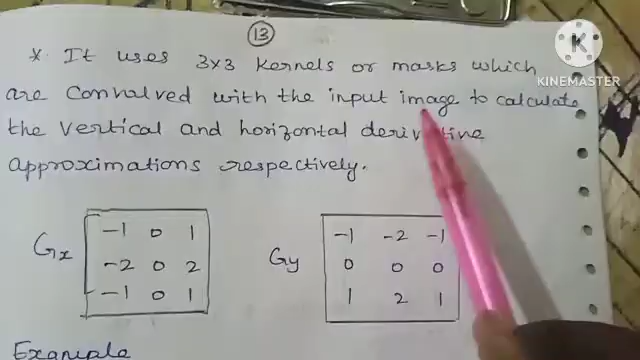 13
* It uses 3x3 Kernels or masks which
are convolved with the input image to calculate
the vertical and horizontal derivative
approximations respectively.
Gx
-1 0 1
-2 0 2
-1 0 1
Gy
-1 -2 -1
0 0 0
1 2 1
Example
K
KINEMASTER